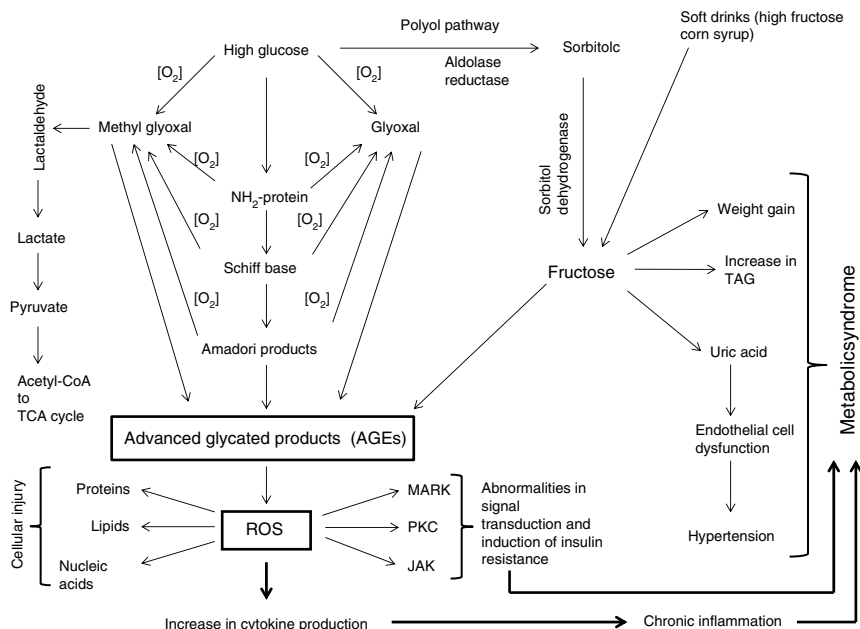 Polyol pathway
Soft drinks (high fructose
corn syrup)
High glucose
Sorbitolc
Aldolase
reductase
[O2]
[O2]
Lactaldehyde
Methyl glyoxal
Glyoxal
[O2]
[O2]
Sorbitol
dehydrogenase
NH2-protein
[O2]
[O2]
Lactate
Schiff base
[O2]
[O2]
Pyruvate
Amadori products
Acetyl-CoA
to
TCA cycle
Fructose
Weight gain
Increase in
TAG
Uric acid
Endothelial cell
dysfunction
Hypertension
Metabolicsyndrome
Advanced glycated products (AGEs)
Cellular injury
Proteins
Lipids
Nucleic
acids
ROS
MARK
PKC
JAK
Abnormalities in
signal
transduction and
induction of insulin
resistance
Increase in cytokine production
Chronic inflammation